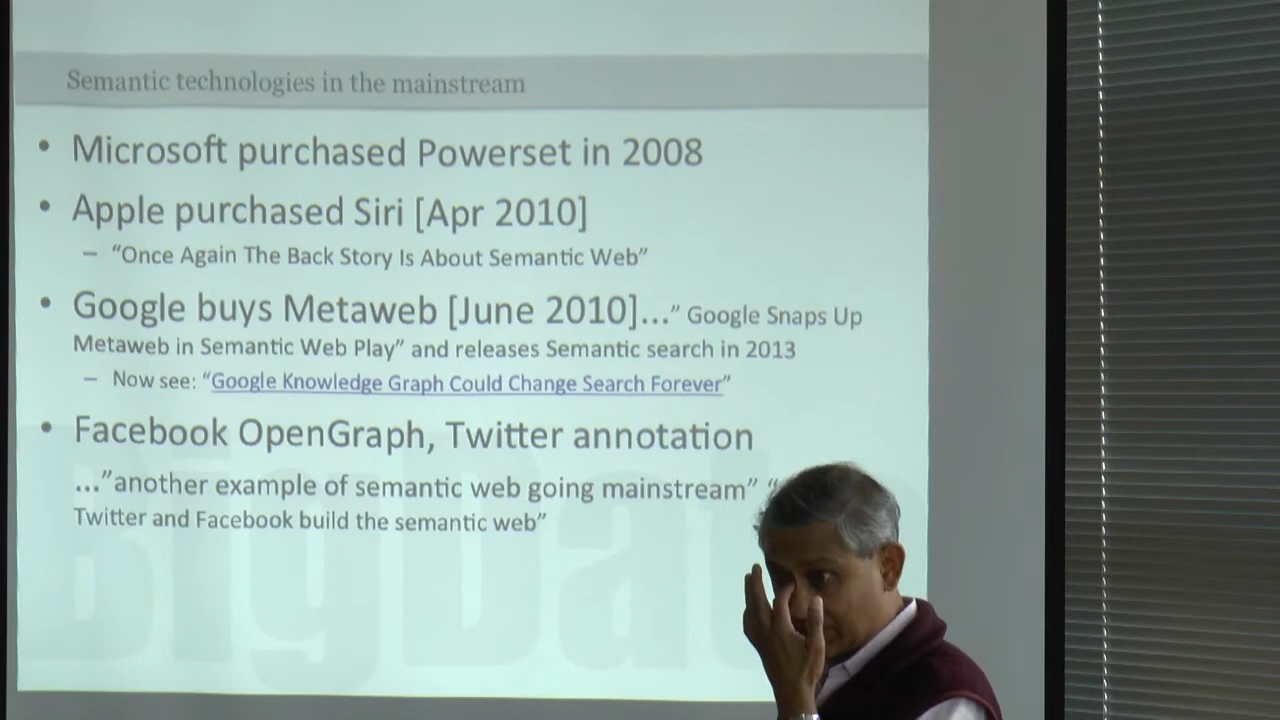 Semantic technologies in the mainstream
• Microsoft purchased Powerset in 2008
• Apple purchased Siri [Apr 2010]
– “Once Again The Back Story Is About Semantic Web”
• Google buys Metaweb [June 2010]…” Google Snaps Up
Metaweb in Semantic Web Play” and releases Semantic search in 2013
– Now see: “Google Knowledge Graph Could Change Search Forever”
• Facebook OpenGraph, Twitter annotation
…”another example of semantic web going mainstream” “
Twitter and Facebook build the semantic web”
BigDat